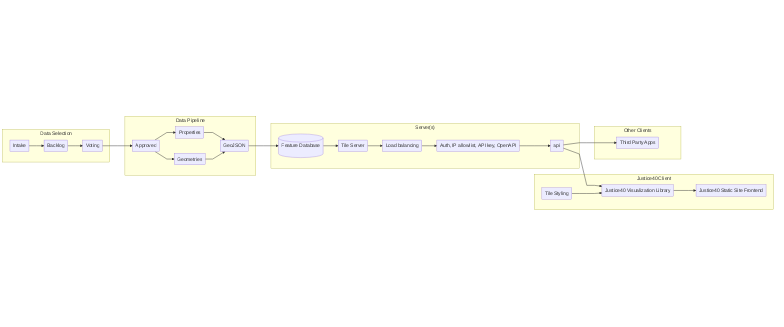 Data Selection
Intake
Backlog
Voting
Data Pipeline
Approved
Properties
Geometries
GeoJSON
Server(s)
Feature Database
Tile Server
Load balancing
Auth, IP allowlist, API key, OpenAPI
api
Other Clients
Third Party Apps
Justice40Client
Tile Styling
Justice40 Visualization Library
Justice40 Static Site Frontend